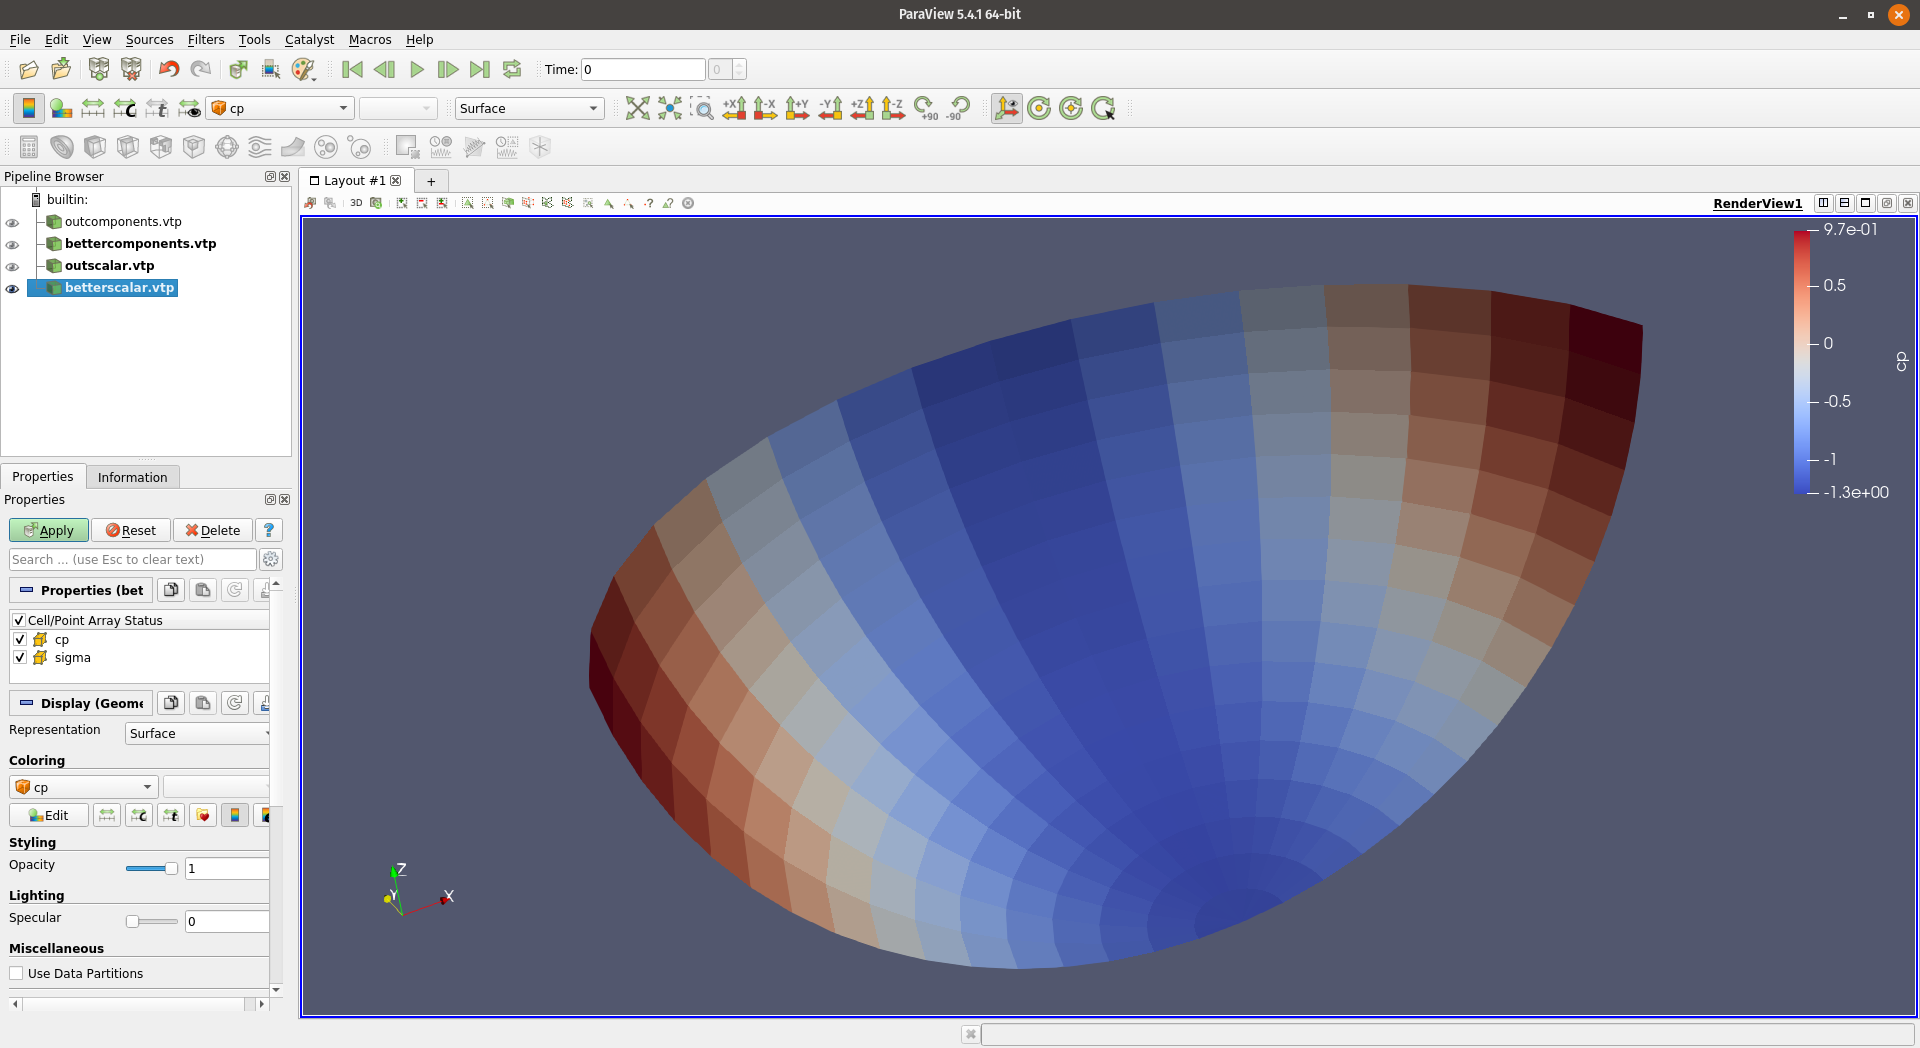 ParaView 5.4.1 64-bit
File Edit View Sources Filters Tools Catalyst Macros Help
Time: 0 0
cp Surface +X -X +Y -Y +Z -Z +90 -90
Pipeline Browser
builtin:
outcomponents.vtp
bettercomponents.vtp
outscalar.vtp
betterscalar.vtp
Properties Information
Properties
Apply Reset Delete ?
Search ... (use Esc to clear text)
Properties (bet
Cell/Point Array Status
cp
sigma
Display (Geome
Representation Surface
Coloring
cp
Edit
Styling
Opacity 1
Lighting
Specular 0
Miscellaneous
Use Data Partitions
Layout #1 +
3D RenderView1
9.7e-01
0.5
0
-0.5
-1
-1.3e+00
cp
Z
Y
X